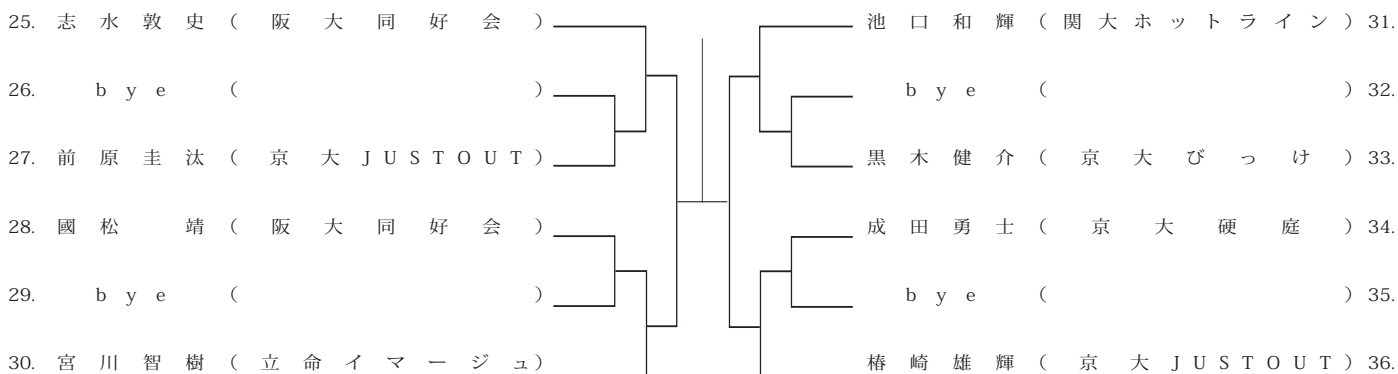 25. 志水敦史（阪大同好会）
26. bye（ ）
27. 前原圭汰（京大JUSTOUT）
28. 國松 靖（阪大同好会）
29. bye（ ）
30. 宮川智樹（立命イマージュ）
池口和輝（関大ホットライン）31.
bye（ ）32.
黒木健介（京大びっけ）33.
成田勇士（京大硬庭）34.
bye（ ）35.
椿崎雄輝（京大JUSTOUT）36.